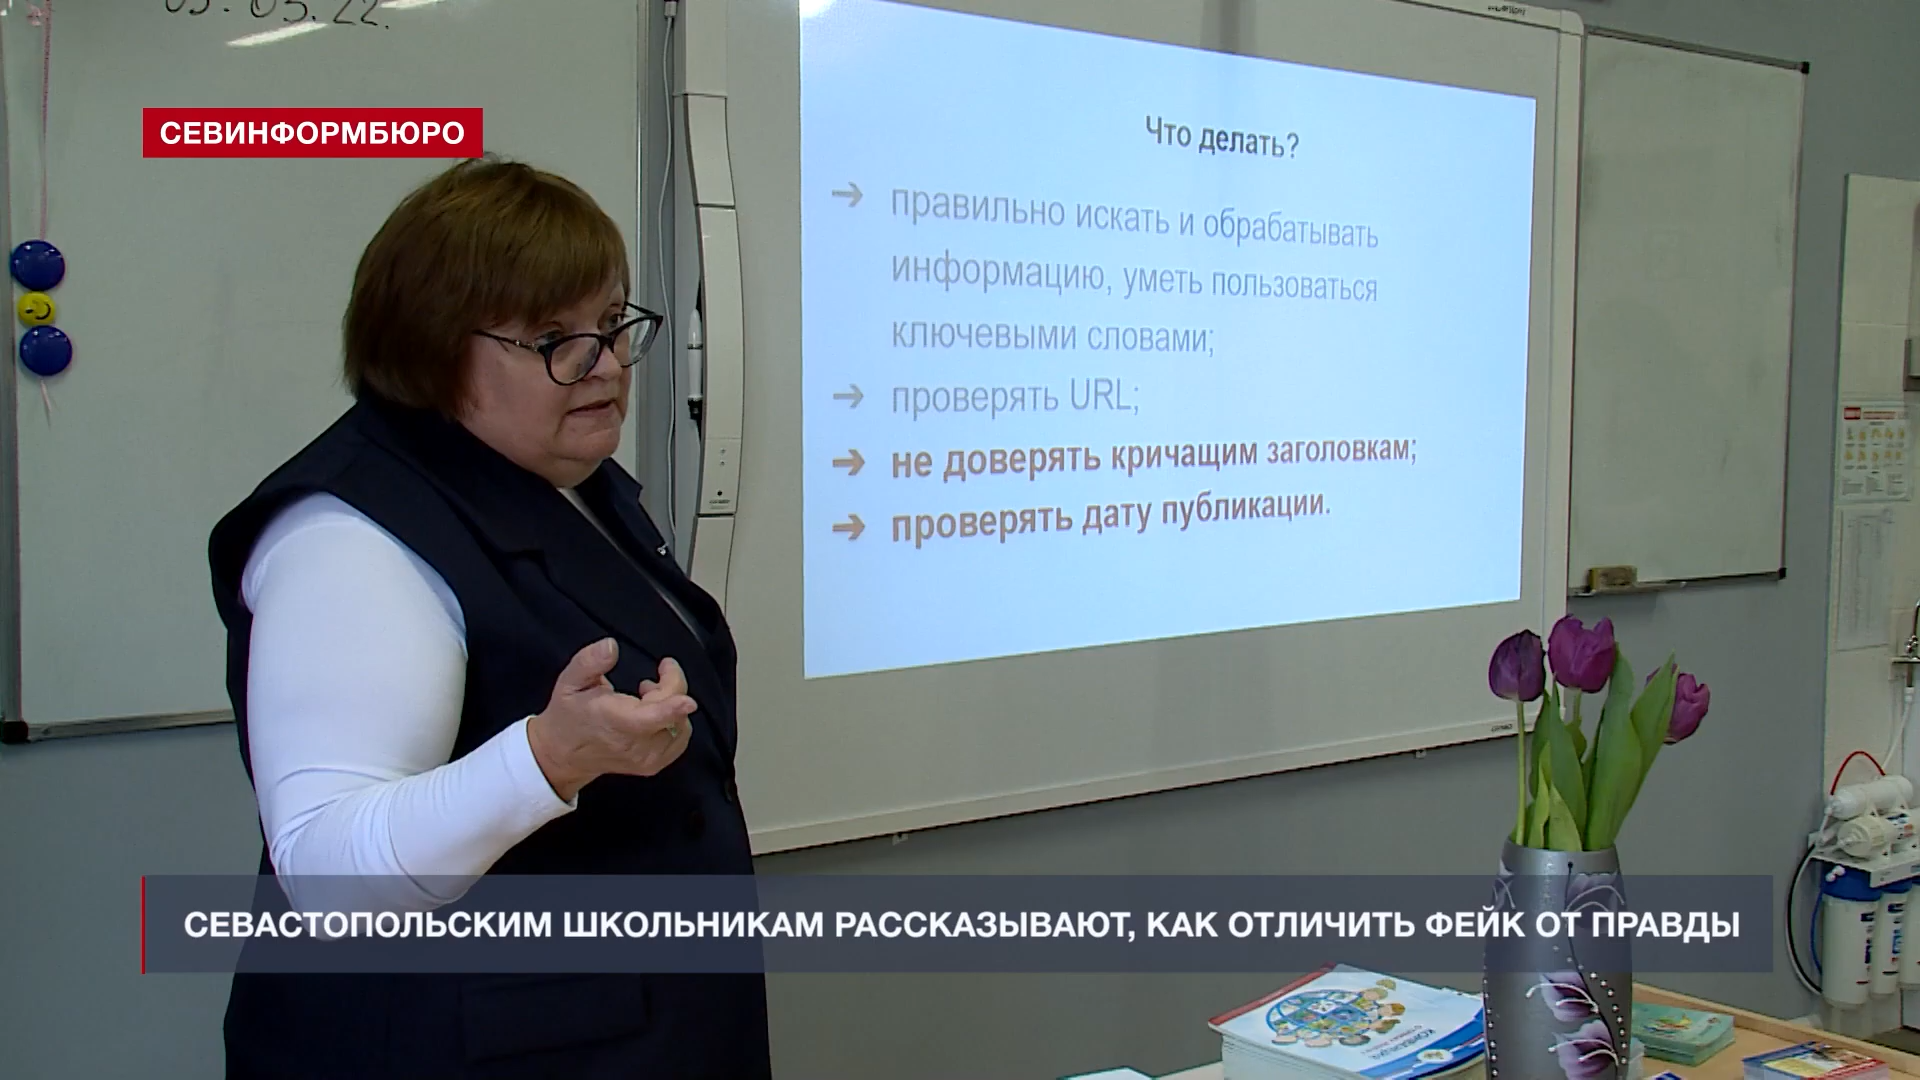 СЕВИНФОРМБЮРО
Что делать?
➔ правильно искать и обрабатывать
информацию, уметь пользоваться
ключевыми словами;
➔ проверять URL;
➔ не доверять кричащим заголовкам;
➔ проверять дату публикации.
СЕВАСТОПОЛЬСКИМ ШКОЛЬНИКАМ РАССКАЗЫВАЮТ, КАК ОТЛИЧИТЬ ФЕЙК ОТ ПРАВДЫ
КОНВЕНЦИЯ